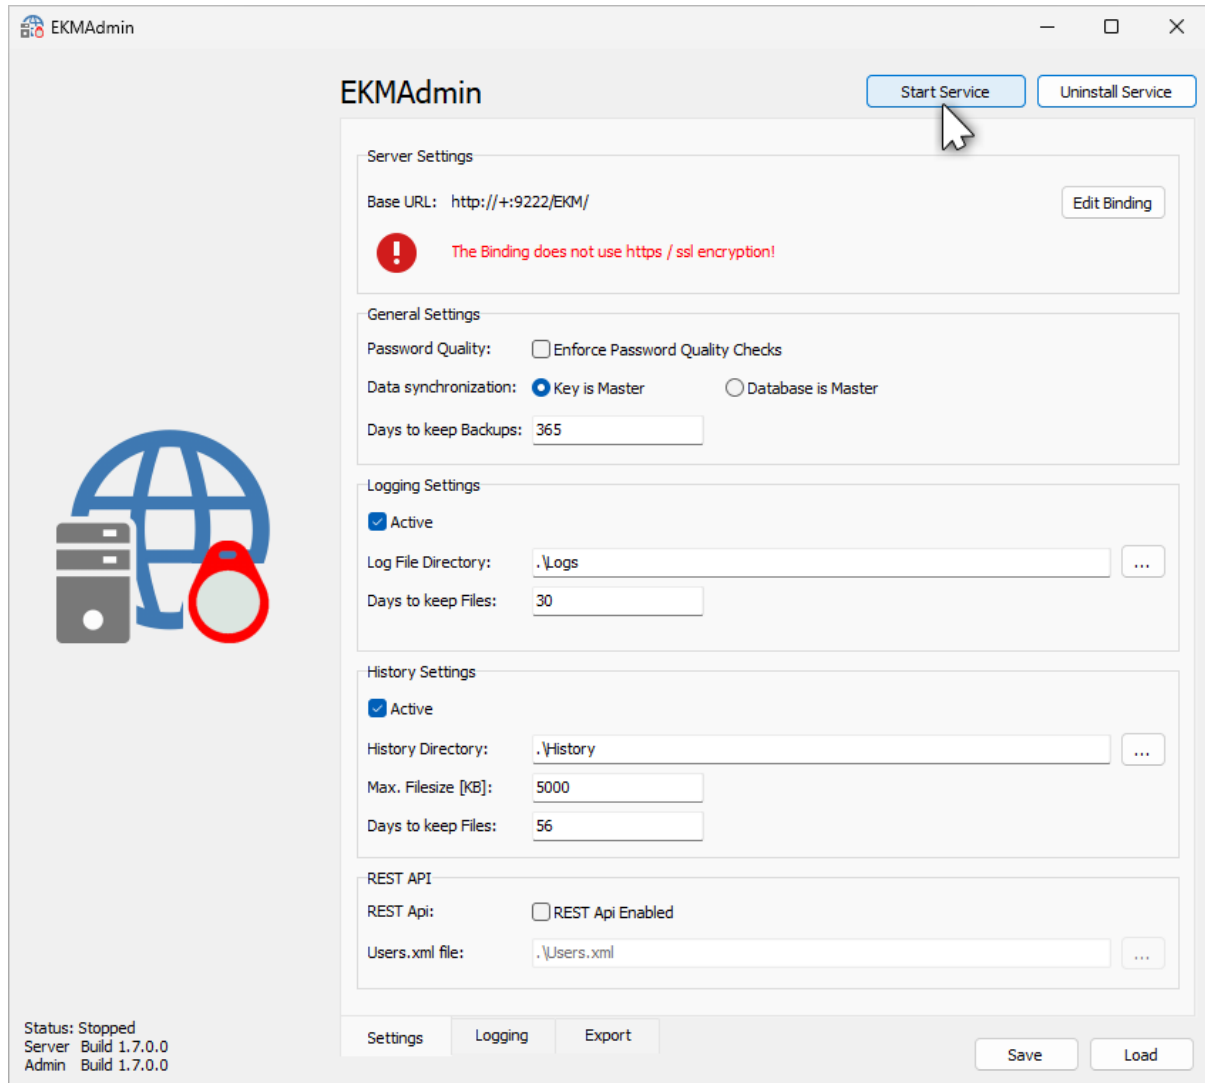 EKMAdmin
EKMAdmin
Start Service
Uninstall Service
Server Settings
Base URL: http://+:9222/EKM/
Edit Binding
The Binding does not use https / ssl encryption!
General Settings
Password Quality: Enforce Password Quality Checks
Data synchronization: Key is Master Database is Master
Days to keep Backups: 365
Logging Settings
Active
Log File Directory: .\Logs ...
Days to keep Files: 30
History Settings
Active
History Directory: .\History ...
Max. Filesize [KB]: 5000
Days to keep Files: 56
REST API
REST Api: REST Api Enabled
Users.xml file: .\Users.xml ...
Status: Stopped
Server Build 1.7.0.0
Admin Build 1.7.0.0
Settings Logging Export
Save Load